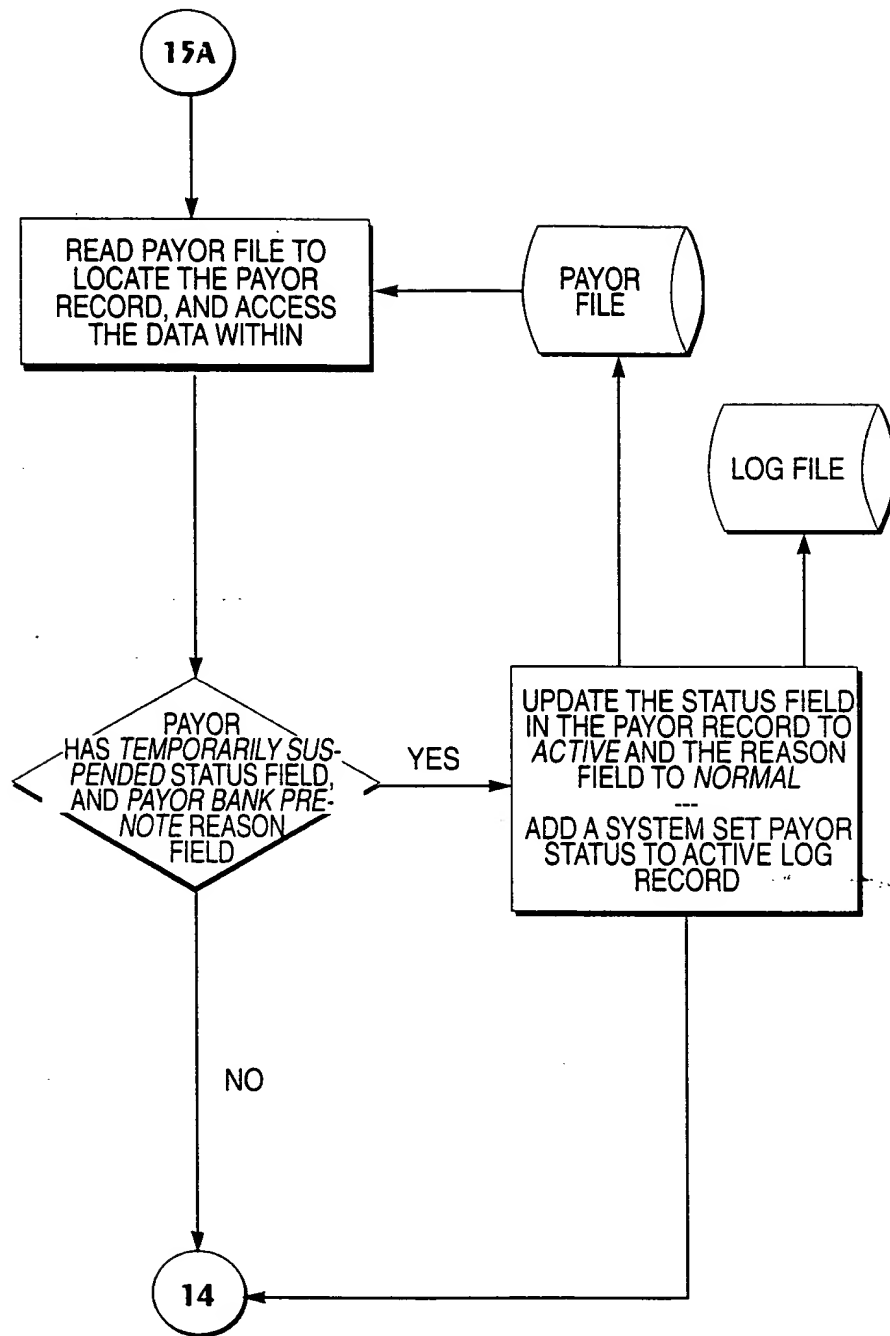 15A
READ PAYOR FILE TO
LOCATE THE PAYOR
RECORD, AND ACCESS
THE DATA WITHIN
PAYOR
FILE
LOG FILE
PAYOR
HAS TEMPORARILY SUS-
PENDED STATUS FIELD,
AND PAYOR BANK PRE-
NOTE REASON
FIELD
YES
UPDATE THE STATUS FIELD
IN THE PAYOR RECORD TO
ACTIVE AND THE REASON
FIELD TO NORMAL
---
ADD A SYSTEM SET PAYOR
STATUS TO ACTIVE LOG
RECORD
NO
14